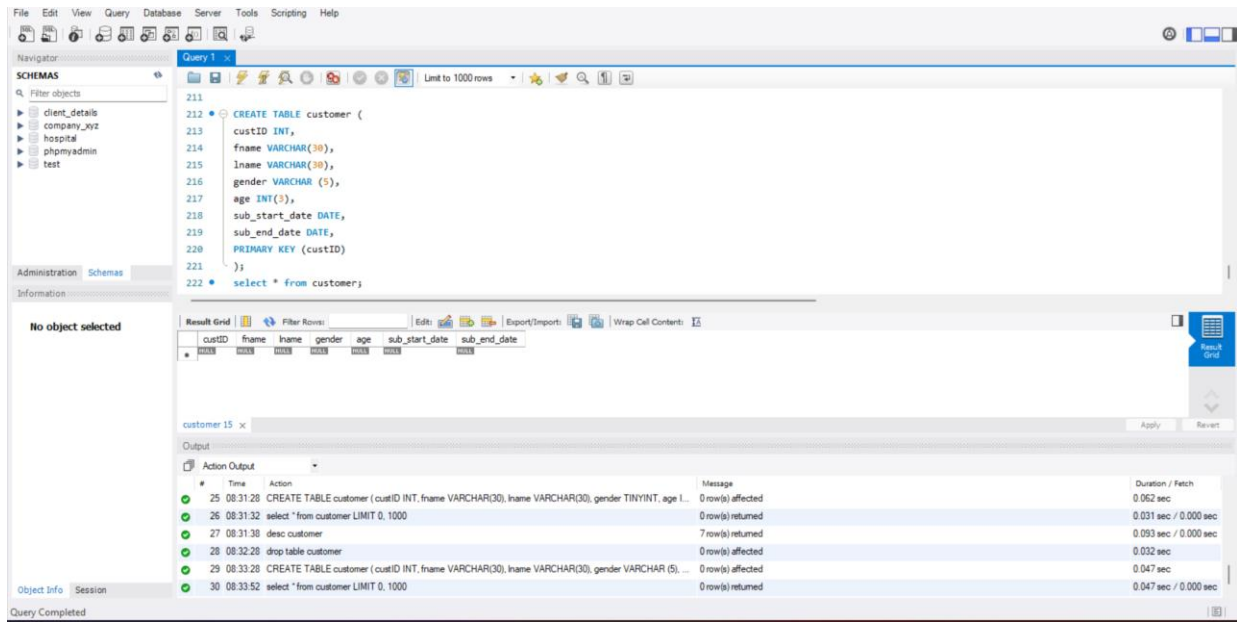 File Edit View Query Database Server Tools Scripting Help
Navigator
SCHEMAS
Filter objects
client_details
company_xyz
hospital
phpmyadmin
test
Administration Schemas
Information
No object selected
Object Info Session
Query Completed
Query 1
Limit to 1000 rows
211
212 CREATE TABLE customer (
213 custID INT,
214 fname VARCHAR(30),
215 lname VARCHAR(30),
216 gender VARCHAR (5),
217 age INT(3),
218 sub_start_date DATE,
219 sub_end_date DATE,
220 PRIMARY KEY (custID)
221 );
222 select * from customer;
Result Grid Filter Rows: Edit: Export/Import: Wrap Cell Content:
custID fname lname gender age sub_start_date sub_end_date
NULL NULL NULL NULL NULL NULL NULL
Result Grid
customer 15 Apply Revert
Output
Action Output
# Time Action Message Duration / Fetch
25 08:31:28 CREATE TABLE customer ( custID INT, fname VARCHAR(30), lname VARCHAR(30), gender TINYINT, age I... 0 row(s) affected 0.062 sec
26 08:31:32 select * from customer LIMIT 0, 1000 0 row(s) returned 0.031 sec / 0.000 sec
27 08:31:38 desc customer 7 row(s) returned 0.093 sec / 0.000 sec
28 08:32:28 drop table customer 0 row(s) affected 0.032 sec
29 08:33:28 CREATE TABLE customer ( custID INT, fname VARCHAR(30), lname VARCHAR(30), gender VARCHAR (5), ... 0 row(s) affected 0.047 sec
30 08:33:52 select * from customer LIMIT 0, 1000 0 row(s) returned 0.047 sec / 0.000 sec